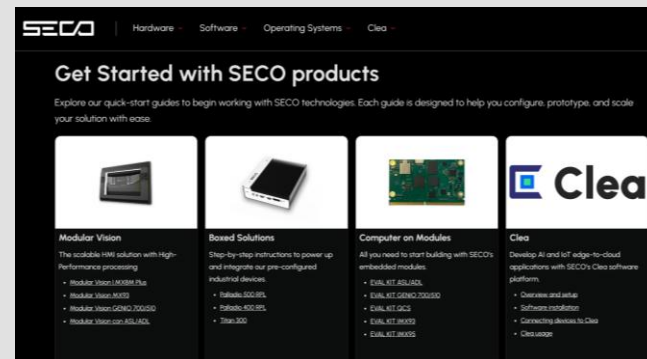 SECO
Hardware
Software
Operating Systems
Clea
Get Started with SECO products
Explore our quick-start guides to begin working with SECO technologies. Each guide is designed to help you configure, prototype, and scale
your solution with ease.
Clea
Modular Vision
The scalable HMI solution with High-
Performance processing
• Modular Vision I MX8M Plus
• Modular Vision MX93
• Modular Vision GENIO 700/510
• Modular Vision con ASL/ADL
Boxed Solutions
Step-by-step instructions to power up
and integrate our pre-configured
industrial devices.
• Palladio 500 RPL
• Palladio 400 RPL
• Titan 300
Computer on Modules
All you need to start building with SECO's
embedded modules.
• EVAL KIT ASL/ADL
• EVAL KIT GENIO 700/510
• EVAL KIT QCS
• EVAL KIT IMX93
• EVAL KIT IMX95
Clea
Develop AI and IoT edge-to-cloud
applications with SECO's Clea software
platform.
• Overview and setup
• Software installation
• Connecting devices to Clea
• Clea usage